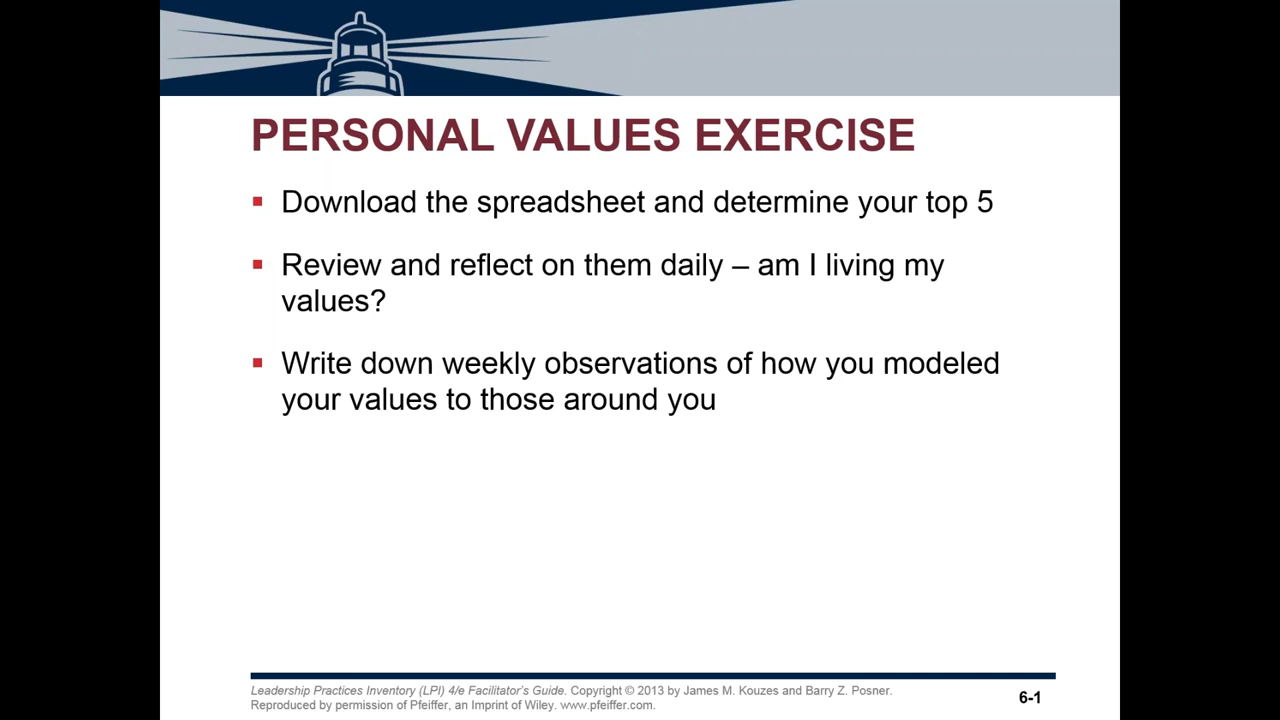 PERSONAL VALUES EXERCISE
▪ Download the spreadsheet and determine your top 5
▪ Review and reflect on them daily – am I living my
values?
▪ Write down weekly observations of how you modeled
your values to those around you
Leadership Practices Inventory (LPI) 4/e Facilitator's Guide. Copyright © 2013 by James M. Kouzes and Barry Z. Posner.
Reproduced by permission of Pfeiffer, an Imprint of Wiley. www.pfeiffer.com.
6-1